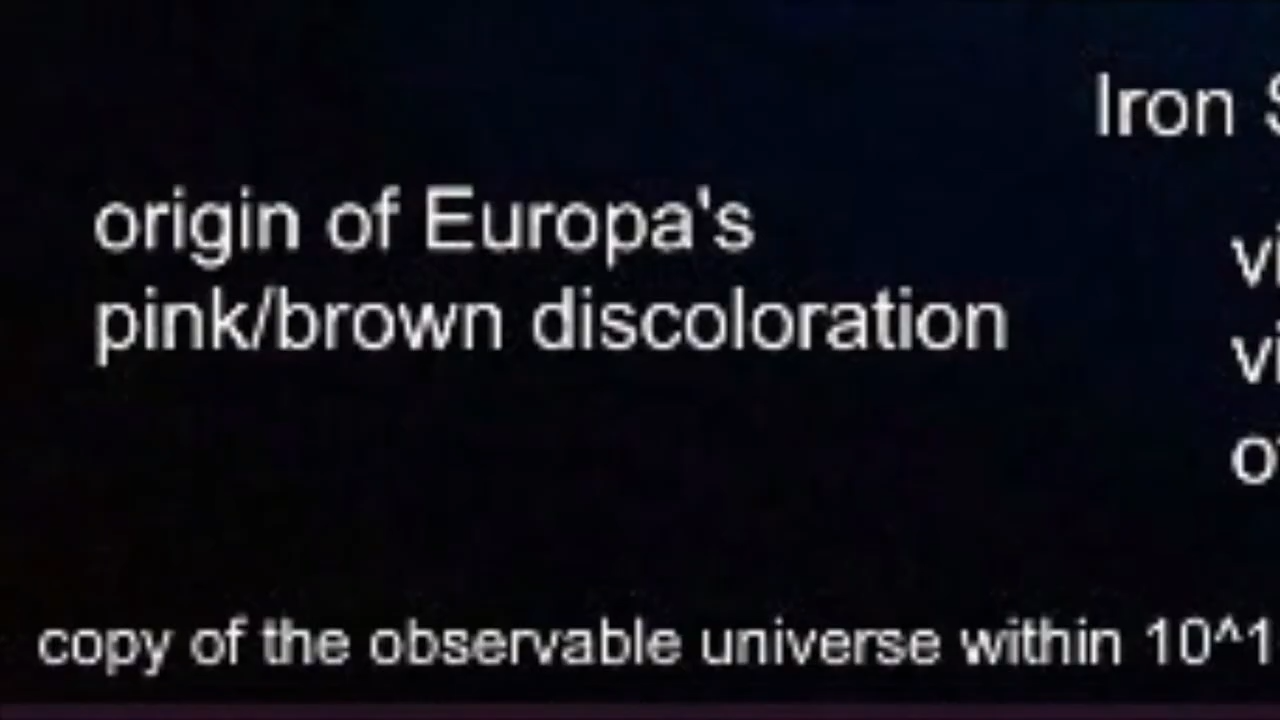 Iron
origin of Europa's
pink/brown discoloration
copy of the observable universe within 10^1